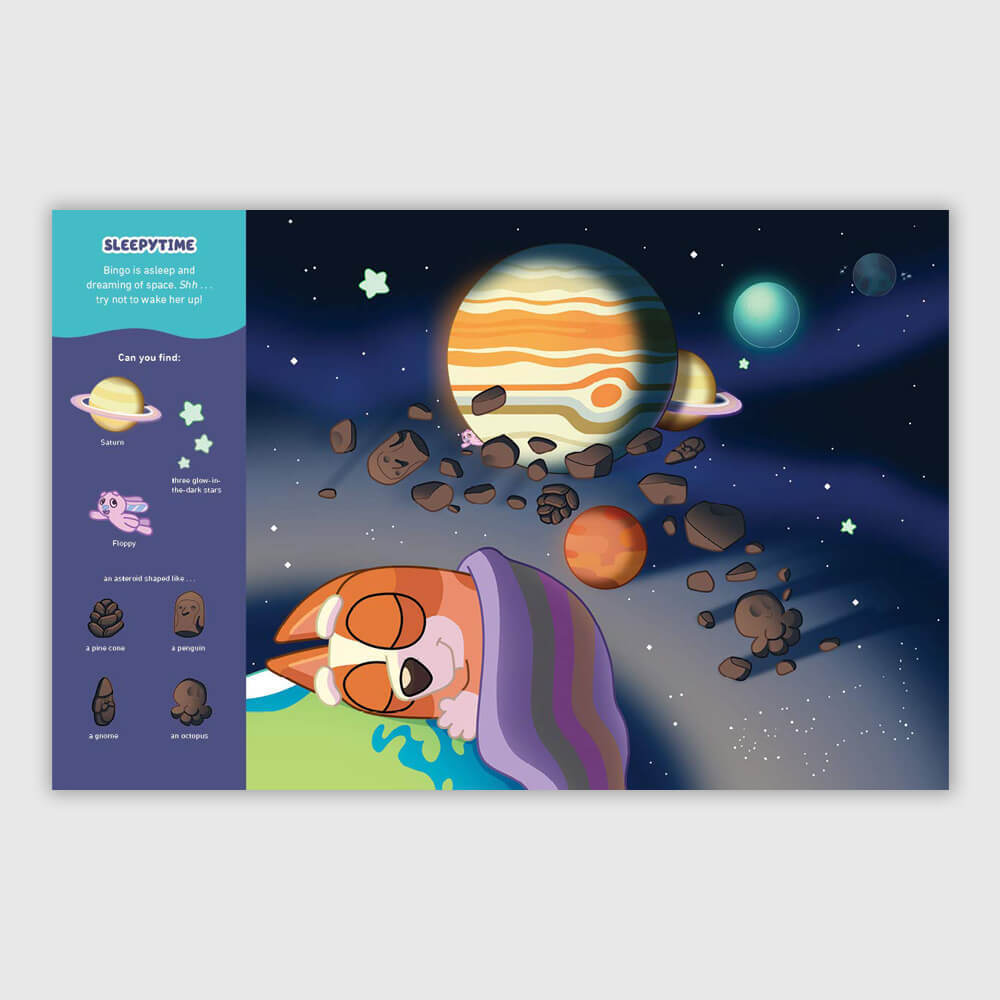 SLEEPYTIME
Bingo is asleep and
dreaming of space. Shh . . .
try not to wake her up!
Can you find:
Saturn
three glow-in-
the-dark stars
Floppy
an asteroid shaped like . . .
a pine cone
a penguin
a gnome
an octopus